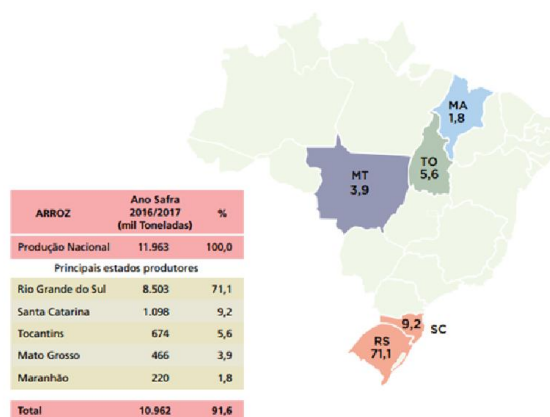 MA
1,8
TO
5,6
MT
3,9
ARROZ Ano Safra 2016/2017 (mil Toneladas) %
Produção Nacional 11.963 100,0
Principais estados produtores
Rio Grande do Sul 8.503 71,1
Santa Catarina 1.098 9,2
Tocantins 674 5,6
Mato Grosso 466 3,9
Maranhão 220 1,8
Total 10.962 91,6
9,2 SC
RS
71,1